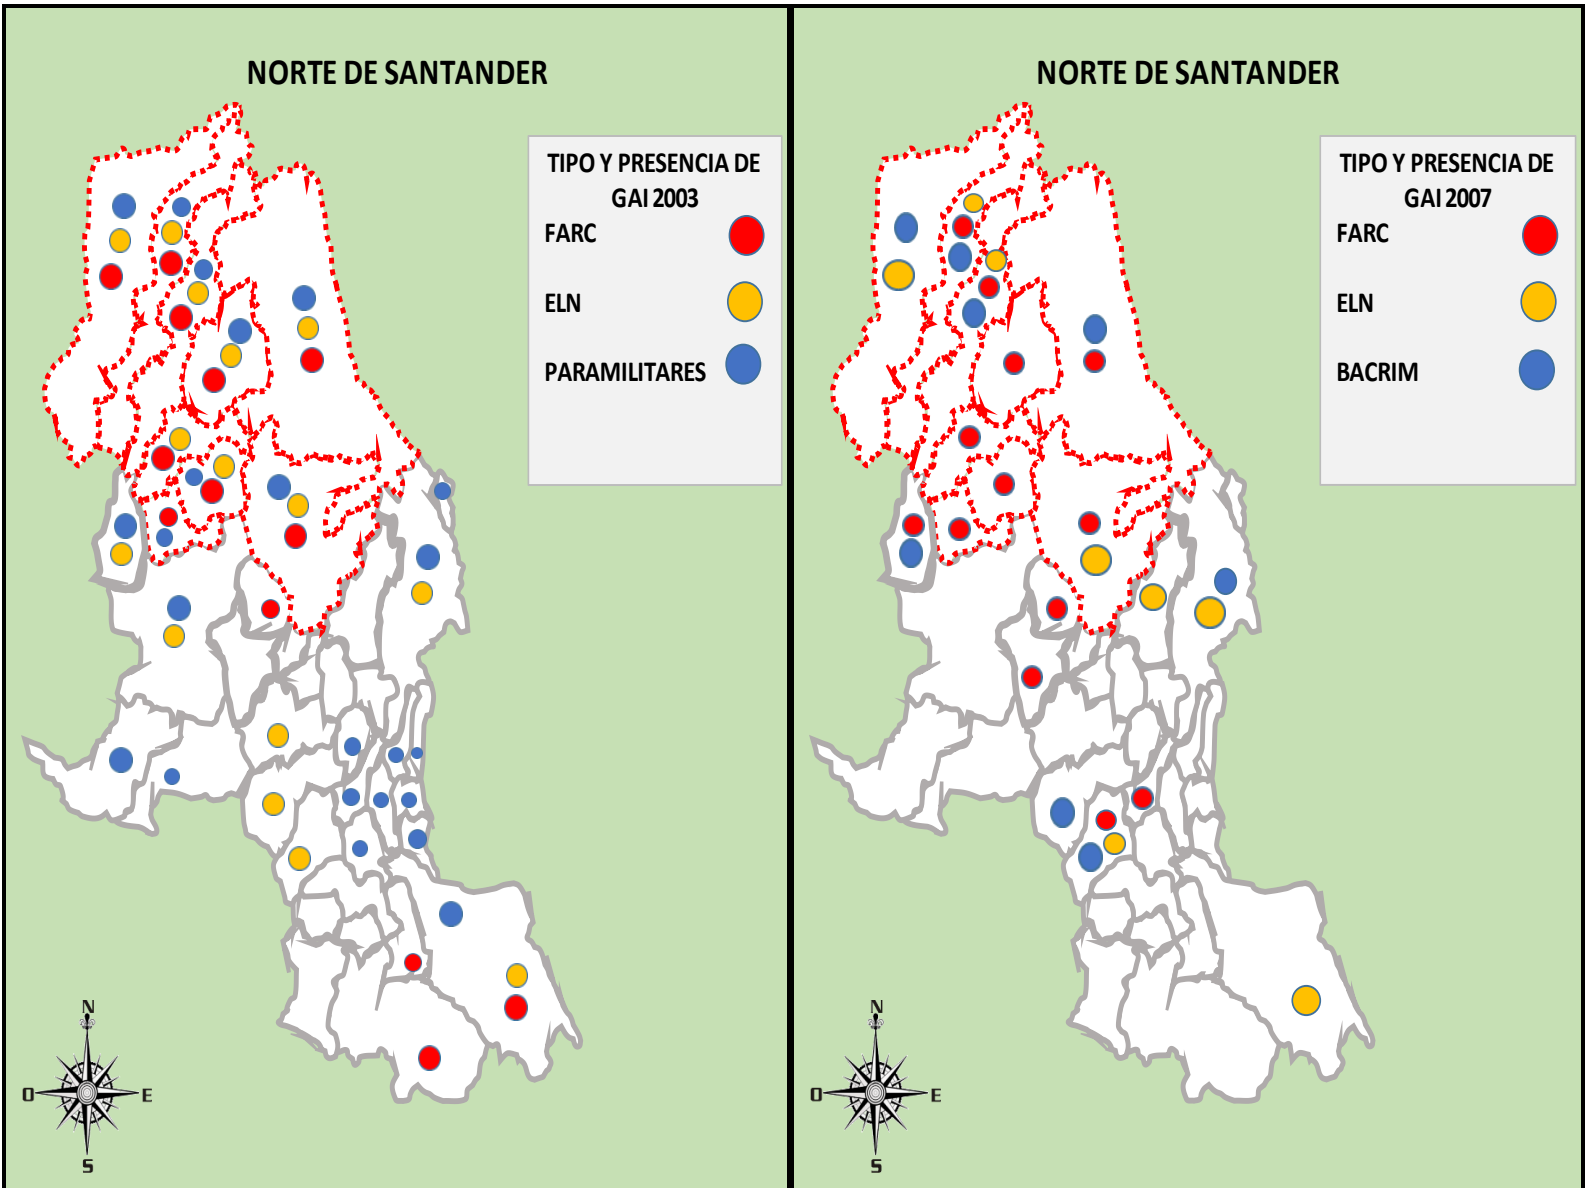 NORTE DE SANTANDER
TIPO Y PRESENCIA DE
GAI 2003
FARC
ELN
PARAMILITARES
N
O
E
S
NORTE DE SANTANDER
TIPO Y PRESENCIA DE
GAI 2007
FARC
ELN
BACRIM
N
O
E
S